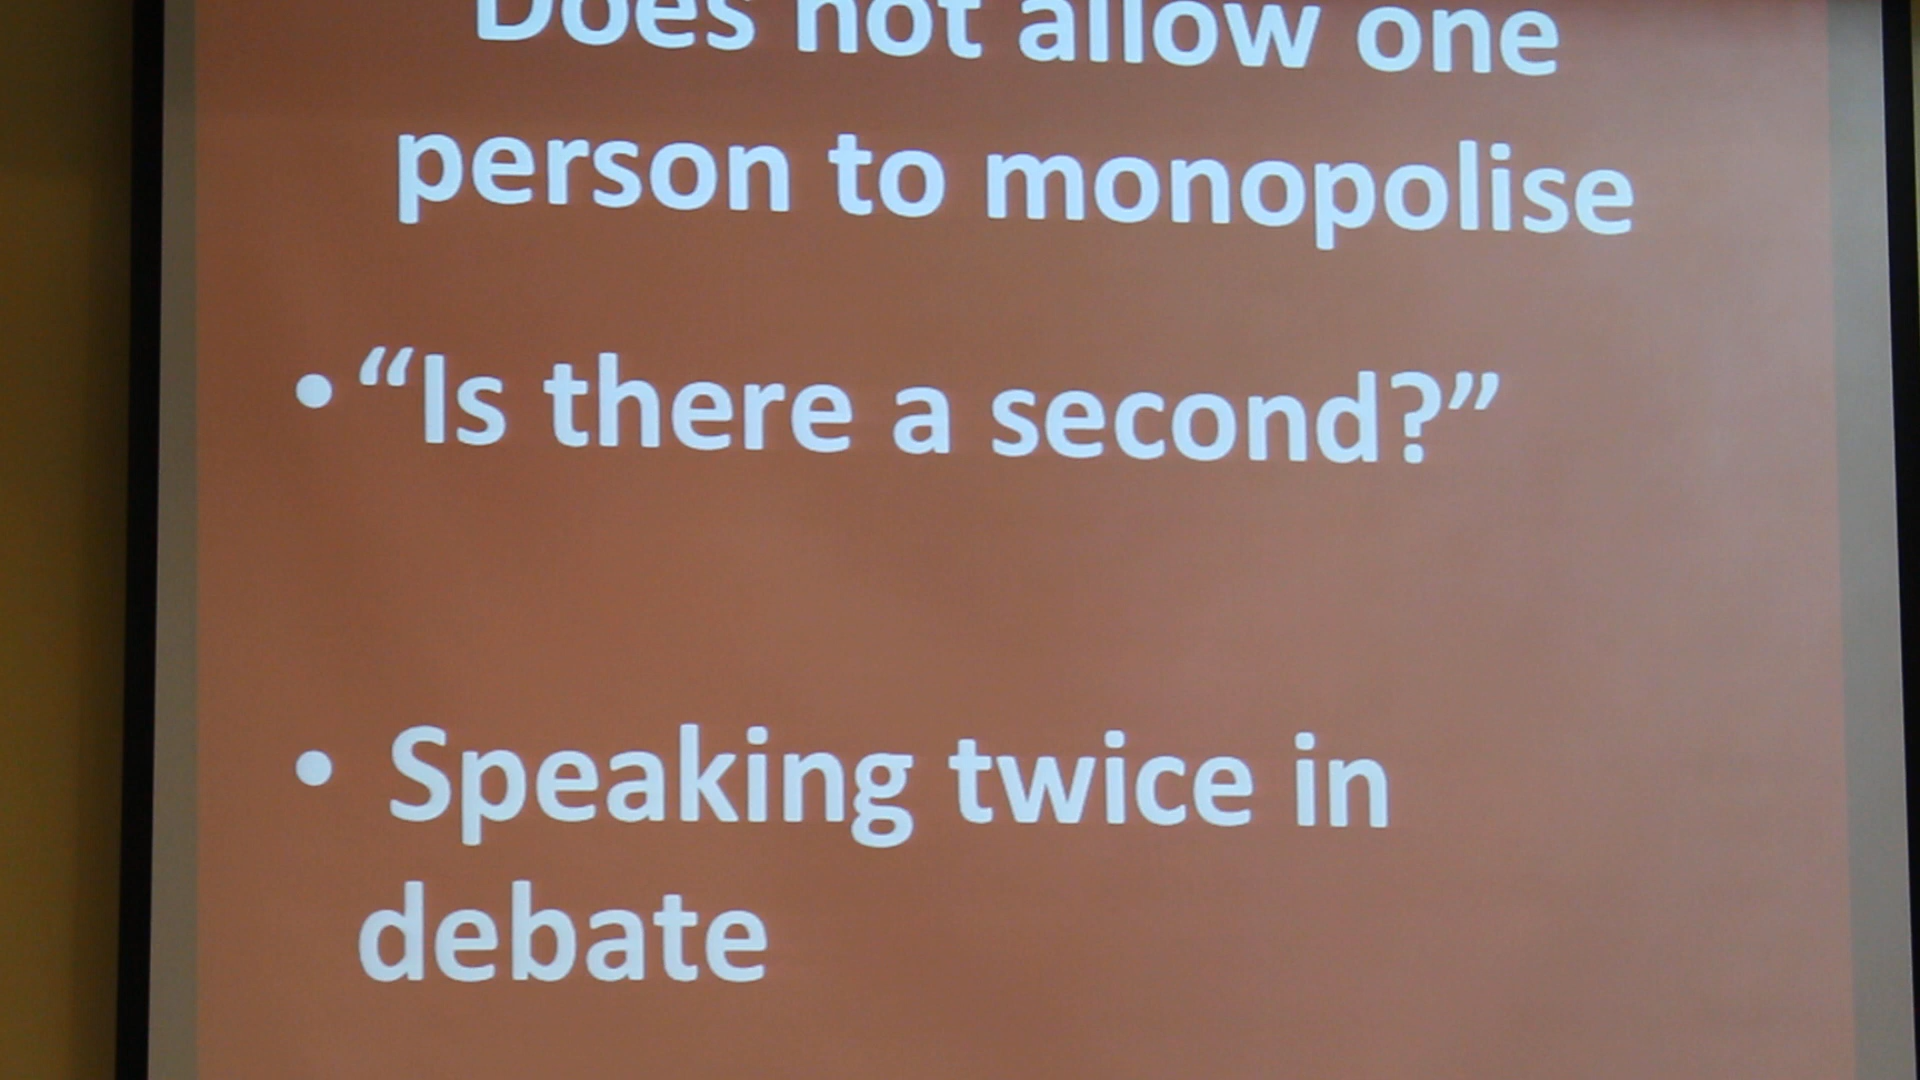 Does not allow one
person to monopolise
• “Is there a second?”
• Speaking twice in
debate